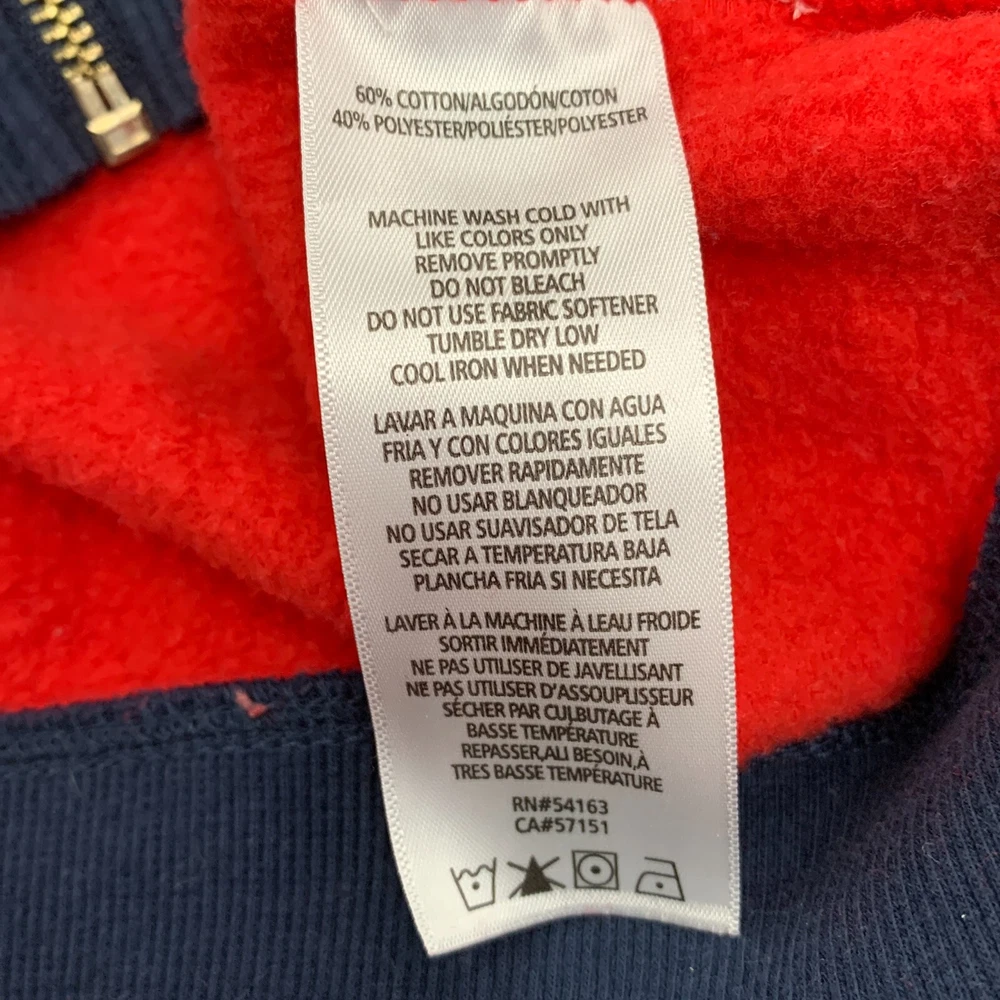 60% COTTON/ALGODÓN/COTON
40% POLYESTER/POLIÉSTER/POLYESTER
MACHINE WASH COLD WITH
LIKE COLORS ONLY
REMOVE PROMPTLY
DO NOT BLEACH
DO NOT USE FABRIC SOFTENER
TUMBLE DRY LOW
COOL IRON WHEN NEEDED
LAVAR A MAQUINA CON AGUA
FRIA Y CON COLORES IGUALES
REMOVER RAPIDAMENTE
NO USAR BLANQUEADOR
NO USAR SUAVISADOR DE TELA
SECAR A TEMPERATURA BAJA
PLANCHA FRIA SI NECESITA
LAVER À LA MACHINE À LEAU FROIDE
SORTIR IMMÉDIATEMENT
NE PAS UTILISER DE JAVELLISANT
NE PAS UTILISER D'ASSOUPLISSEUR
SÉCHER PAR CULBUTAGE À
BASSE TEMPÉRATURE
REPASSER,ALI BESOIN,À
TRES BASSE TEMPÉRATURE
RN#54163
CA#57151